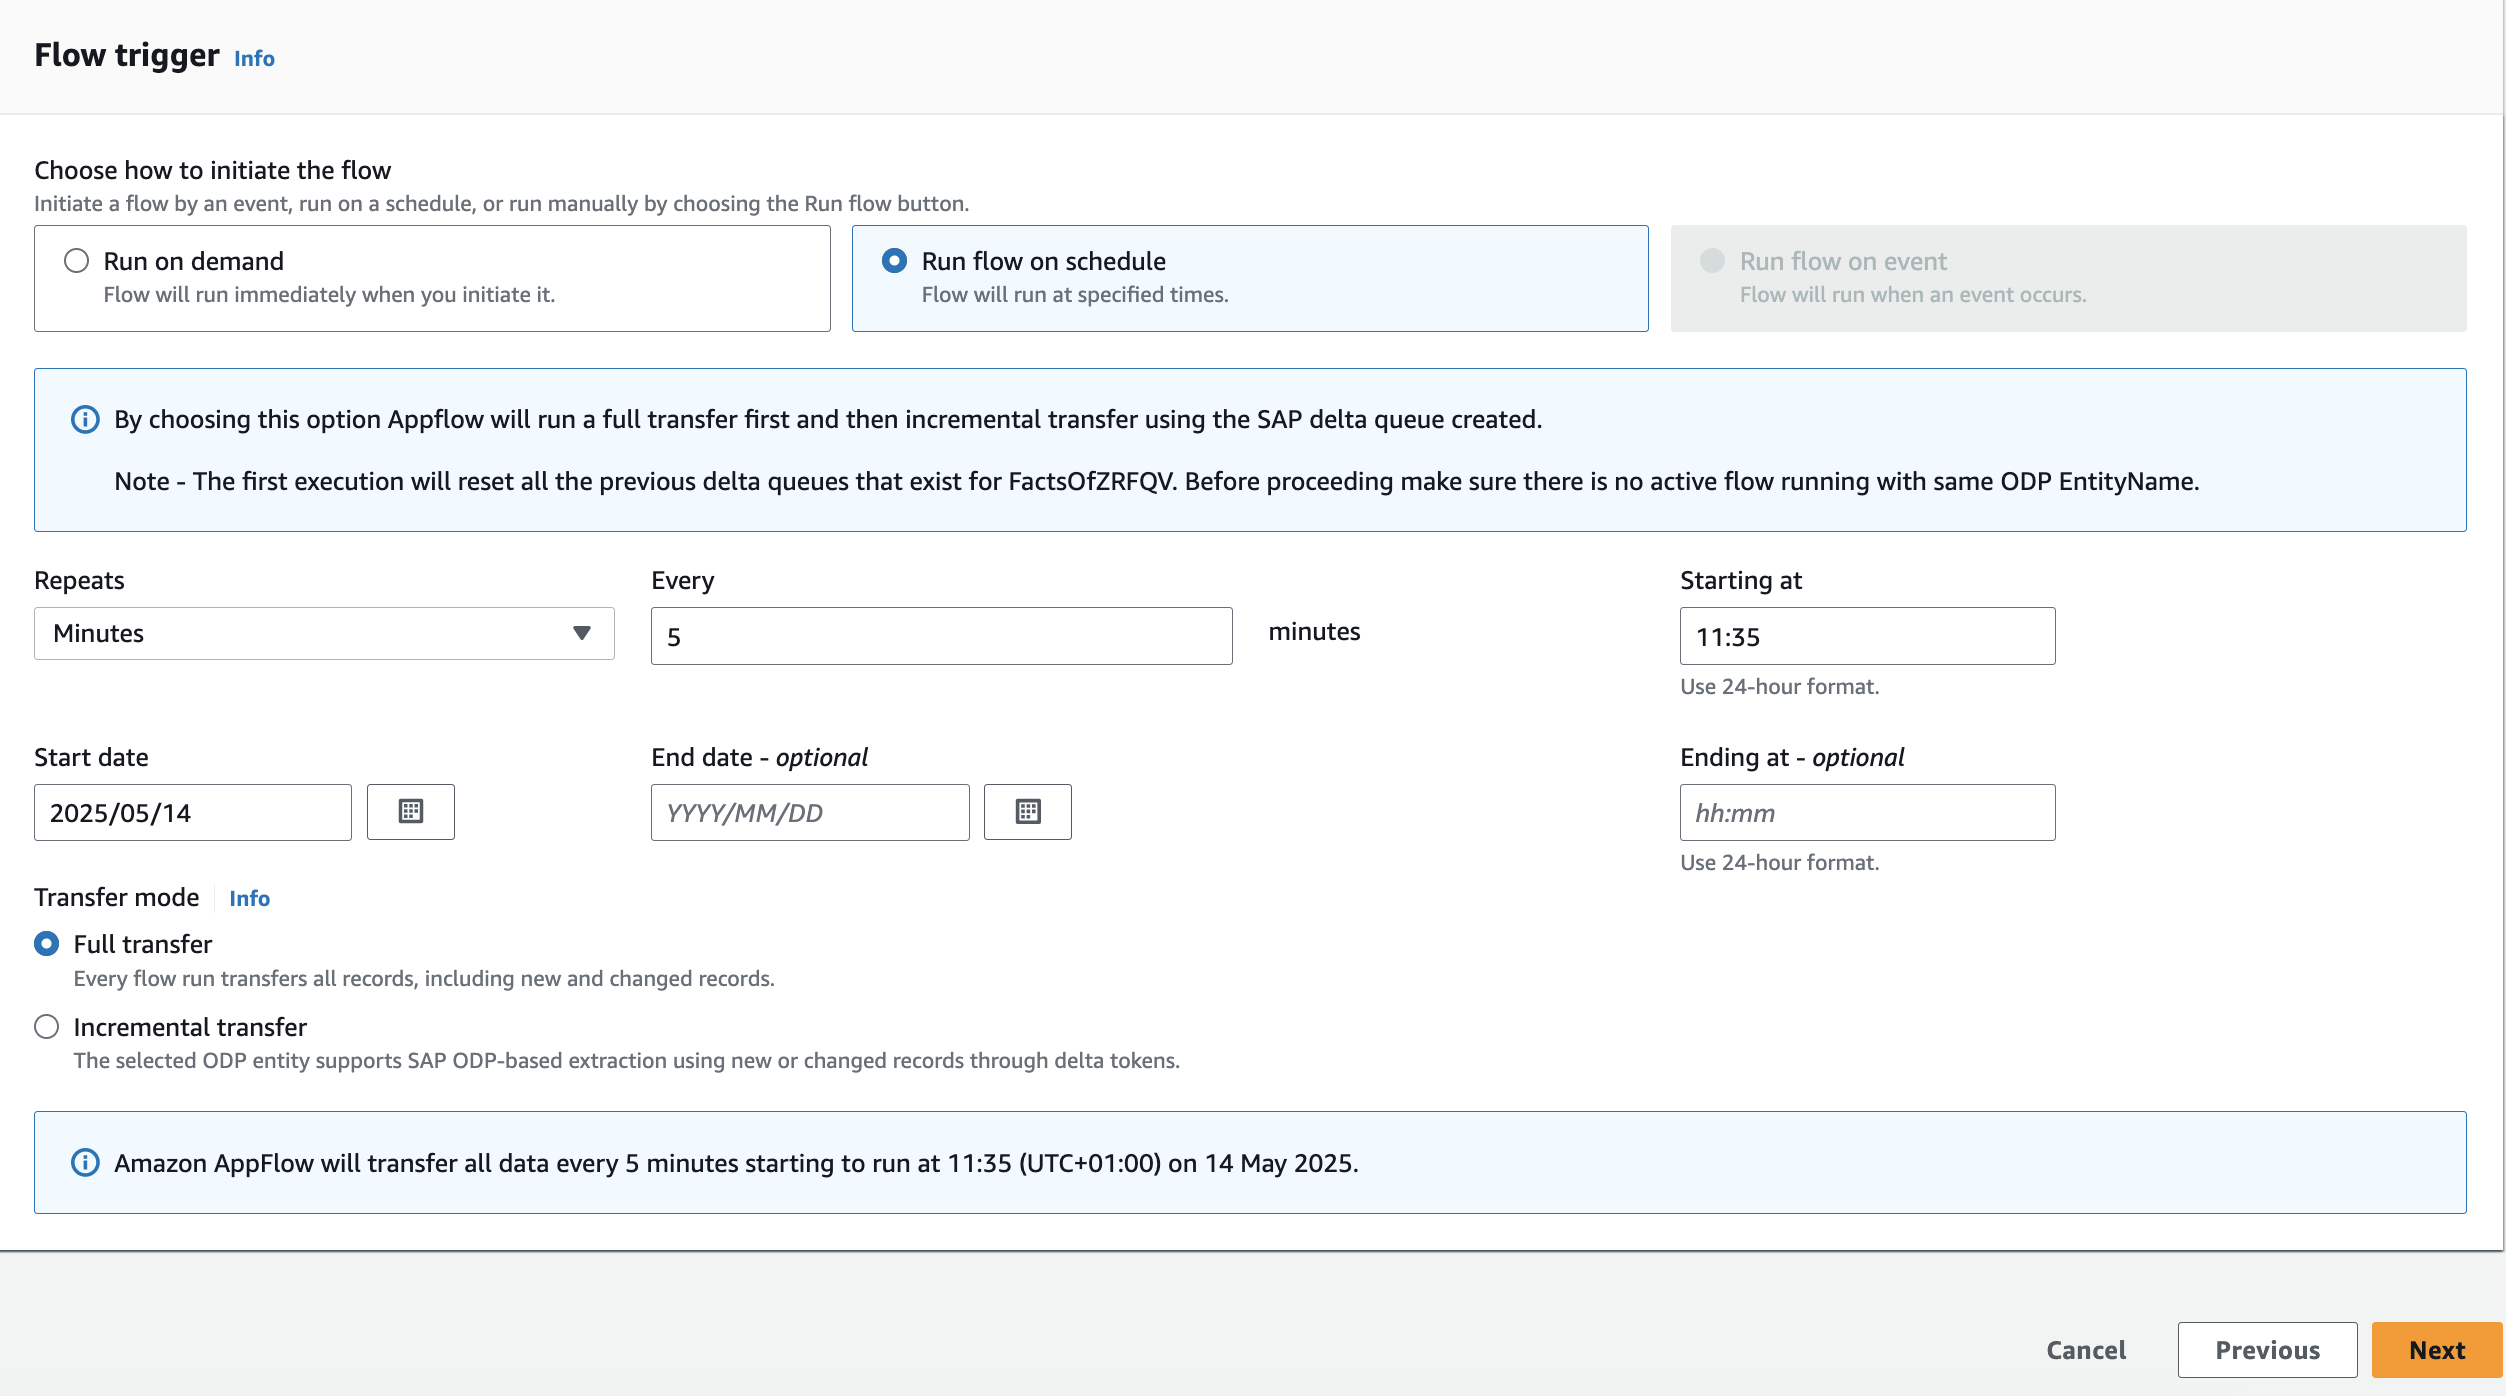 Flow trigger Info
Choose how to initiate the flow
Initiate a flow by an event, run on a schedule, or run manually by choosing the Run flow button.
Run on demand
Flow will run immediately when you initiate it.
Run flow on schedule
Flow will run at specified times.
Run flow on event
Flow will run when an event occurs.
By choosing this option Appflow will run a full transfer first and then incremental transfer using the SAP delta queue created.
Note - The first execution will reset all the previous delta queues that exist for FactsOfZRFQV. Before proceeding make sure there is no active flow running with same ODP EntityName.
Repeats
Minutes
Every
5
minutes
Starting at
11:35
Use 24-hour format.
Start date
2025/05/14
End date - optional
YYYY/MM/DD
Ending at - optional
hh:mm
Use 24-hour format.
Transfer mode Info
Full transfer
Every flow run transfers all records, including new and changed records.
Incremental transfer
The selected ODP entity supports SAP ODP-based extraction using new or changed records through delta tokens.
Amazon AppFlow will transfer all data every 5 minutes starting to run at 11:35 (UTC+01:00) on 14 May 2025.
Cancel
Previous
Next